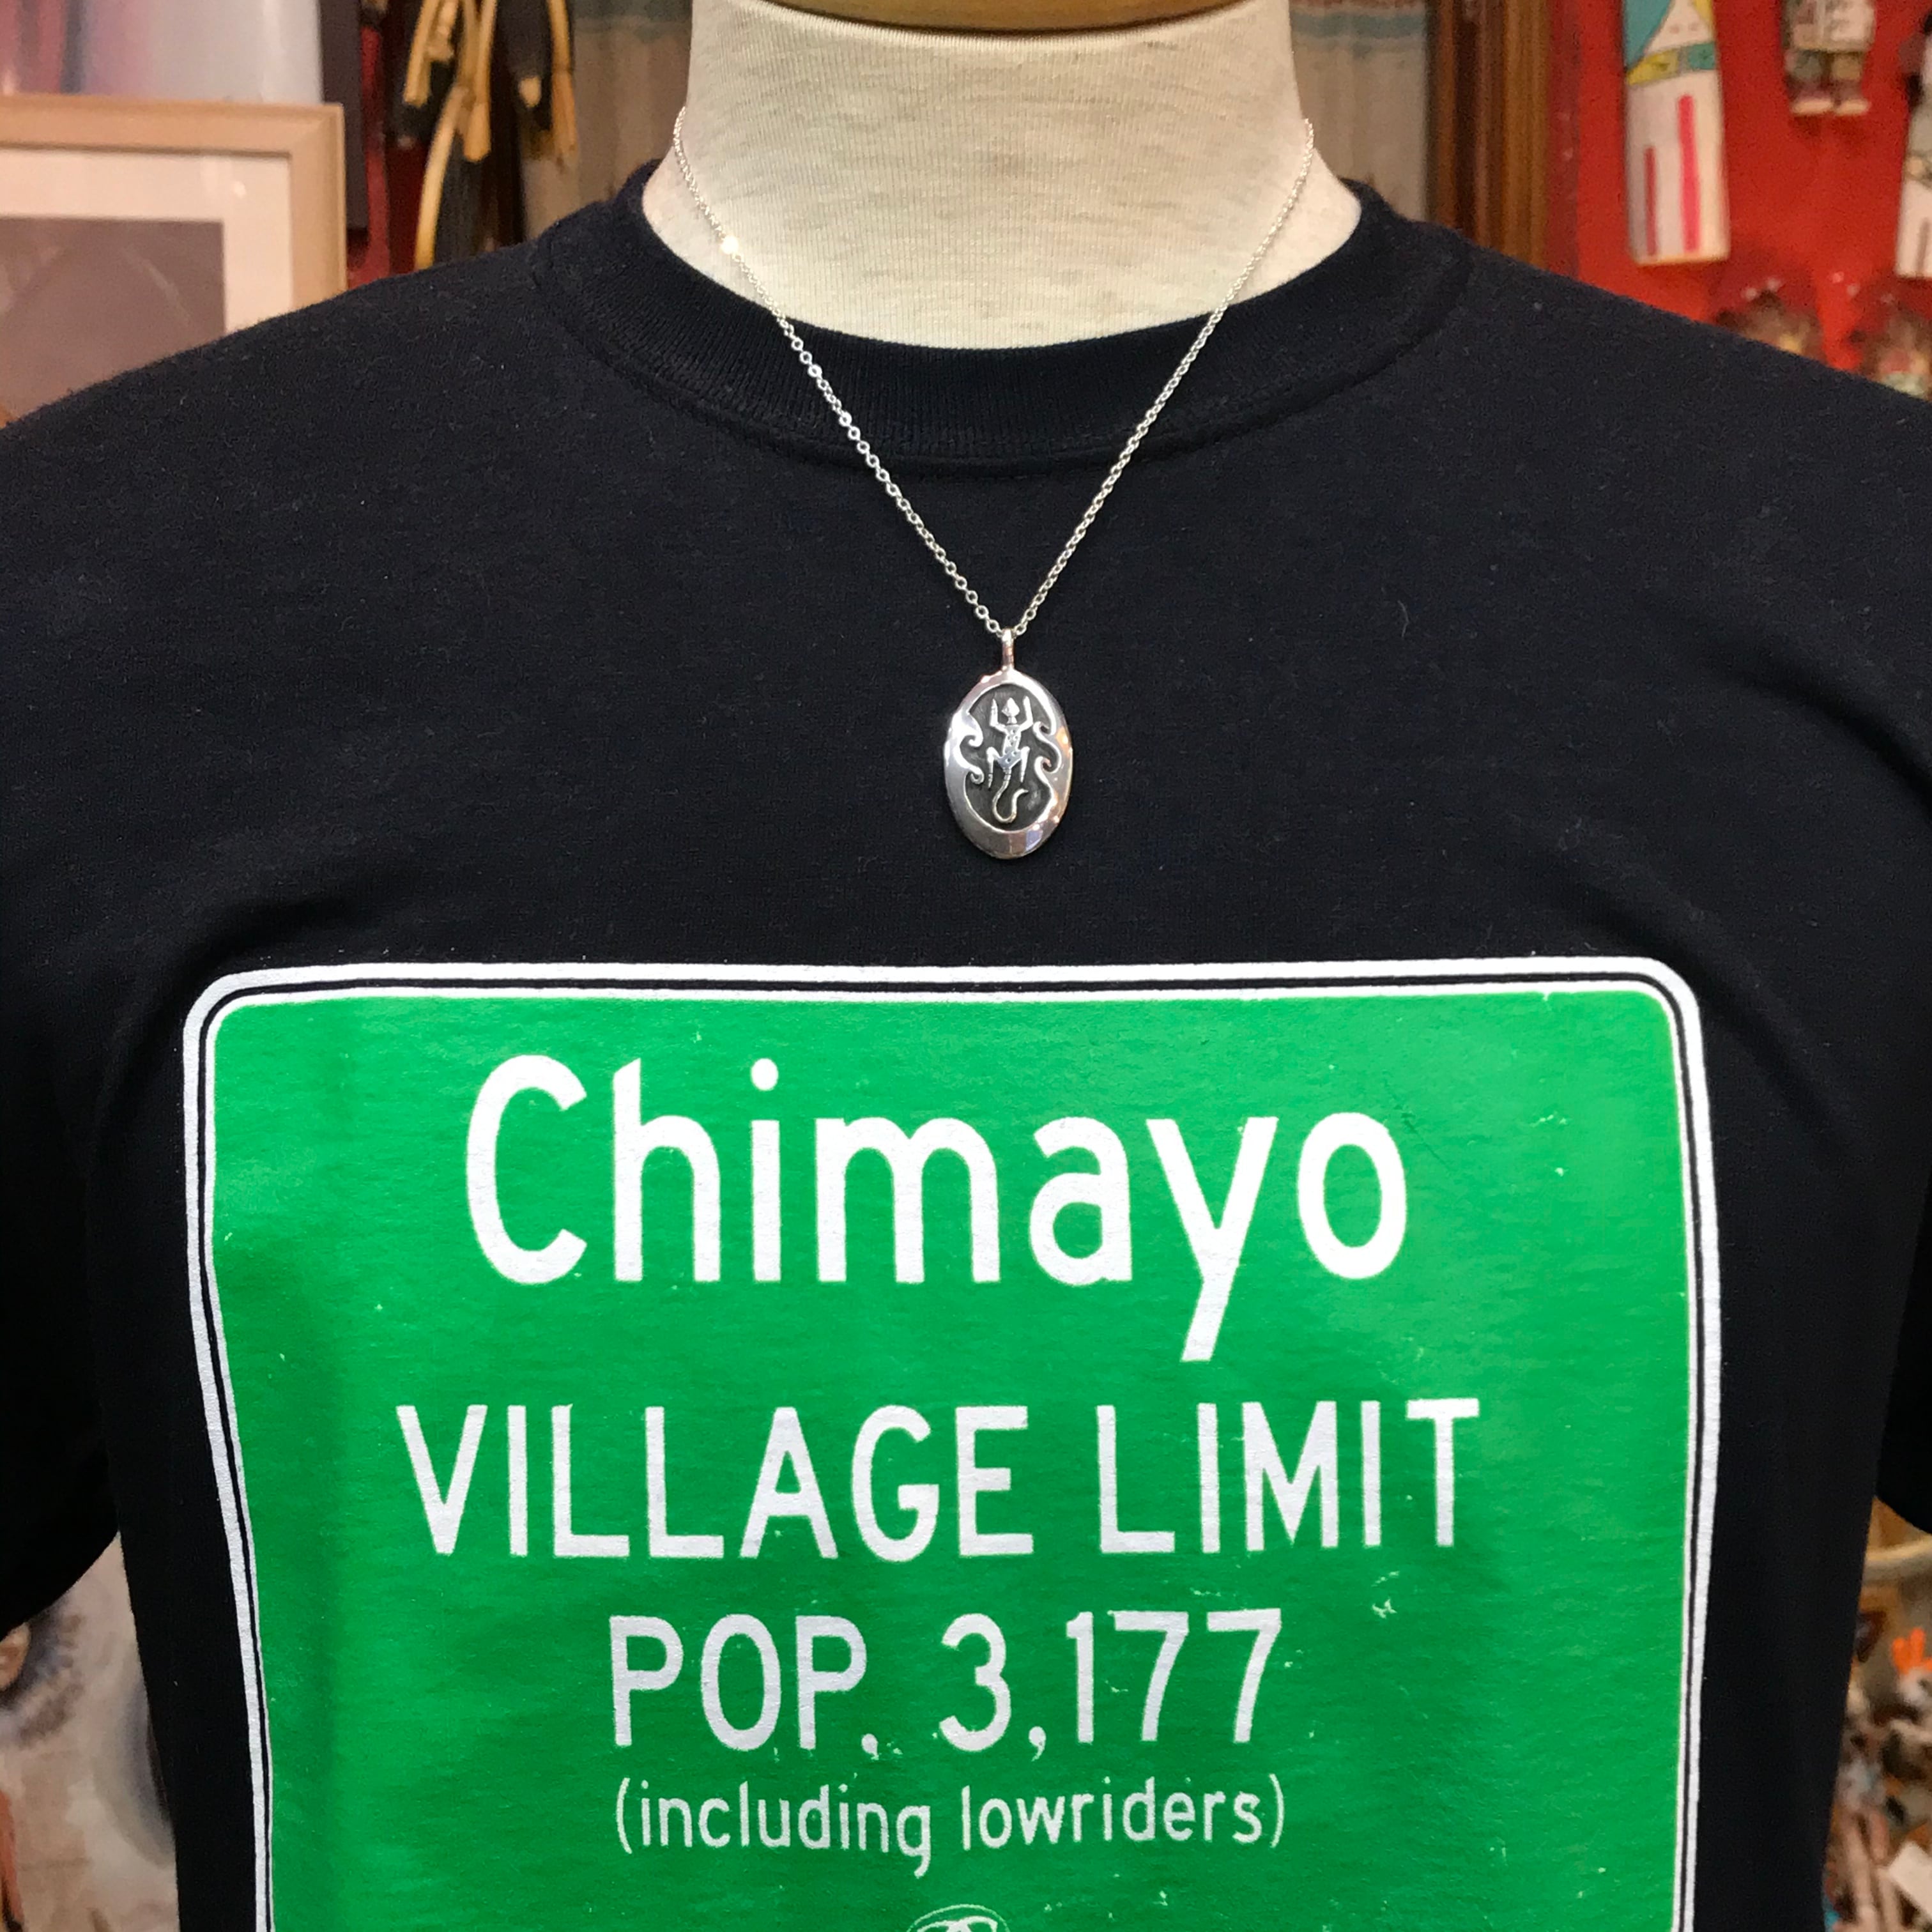 Chimayo
VILLAGE LIMIT
POP. 3,177
(including lowriders)